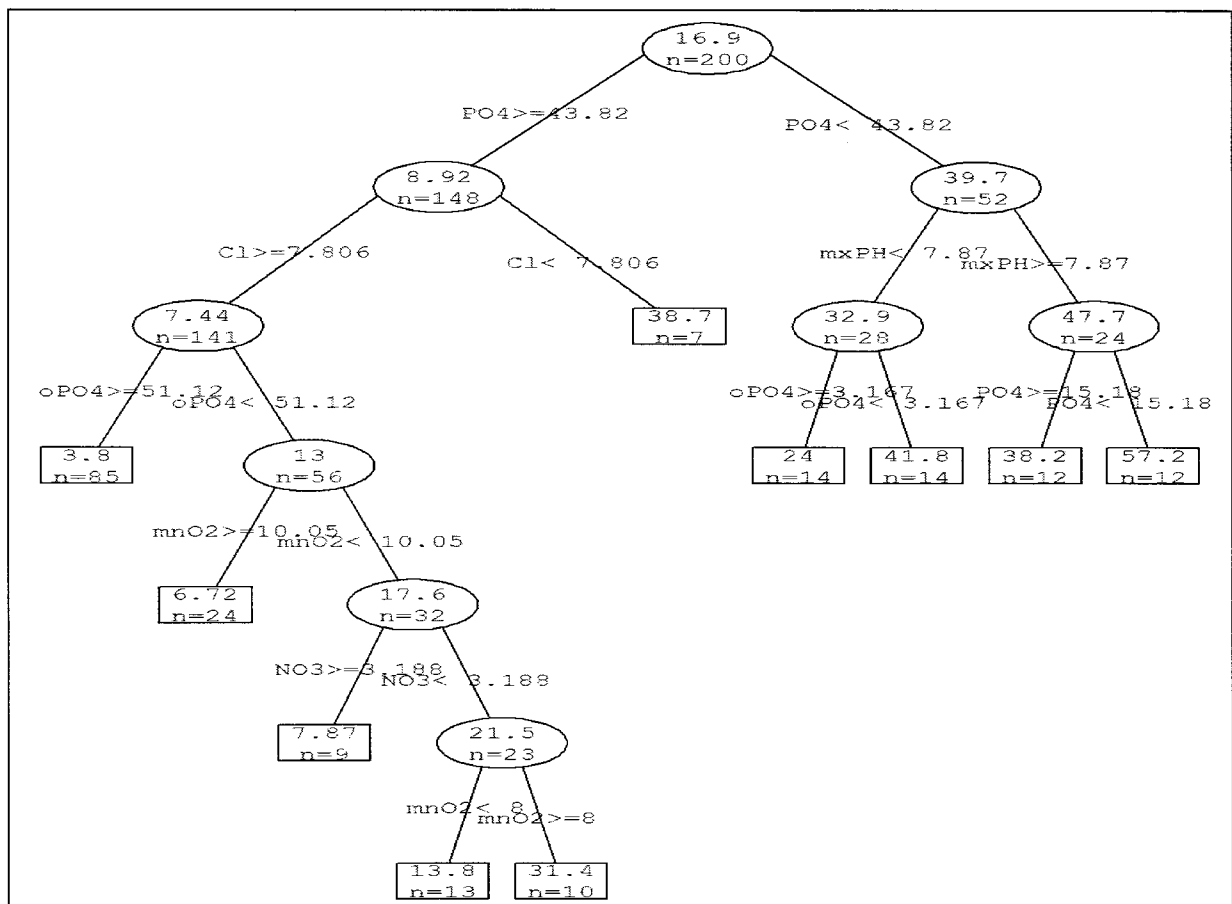 16.9
n=200
PO4>=43.82
PO4< 43.82
8.92
n=148
39.7
n=52
Cl>=7.806
Cl< 7.806
mxPH< 7.87
mxPH>=7.87
7.44
n=141
38.7
n=7
32.9
n=28
47.7
n=24
oPO4>=51.12
oPO4< 51.12
oPO4>=3.167
oPO4< 3.167
PO4>=15.18
PO4< 15.18
3.8
n=85
13
n=56
24
n=14
41.8
n=14
38.2
n=12
57.2
n=12
mnO2>=10.05
mnO2< 10.05
6.72
n=24
17.6
n=32
NO3>=3.188
NO3< 3.188
7.87
n=9
21.5
n=23
mnO2< 8
mnO2>=8
13.8
n=13
31.4
n=10